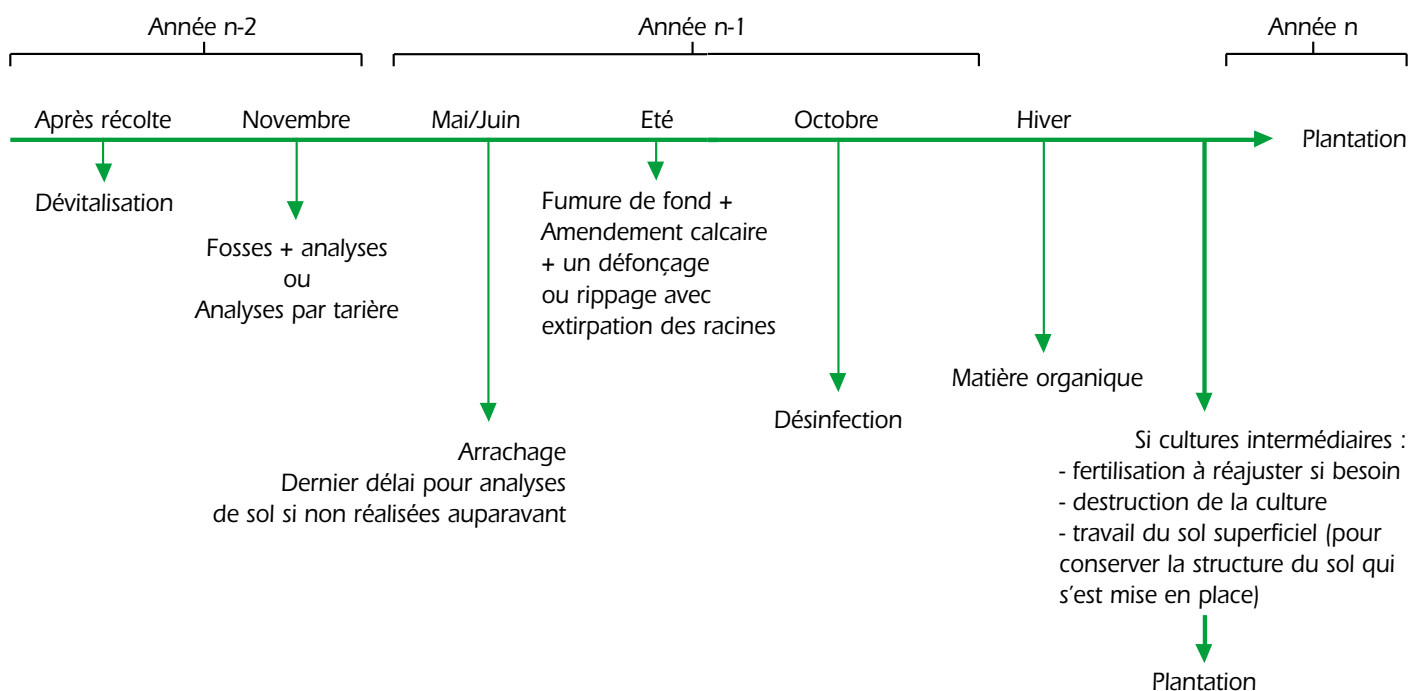 Année n-2
Année n-1
Année n
Après récolte
Novembre
Mai/Juin
Eté
Octobre
Hiver
Plantation
Dévitalisation
Fosses + analyses
ou
Analyses par tarière
Arrachage
Dernier délai pour analyses
de sol si non réalisées auparavant
Fumure de fond +
Amendement calcaire
+ un défonçage
ou rippage avec
extirpation des racines
Désinfection
Matière organique
Si cultures intermédiaires :
- fertilisation à réajuster si besoin
- destruction de la culture
- travail du sol superficiel (pour
conserver la structure du sol qui
s'est mise en place)
Plantation